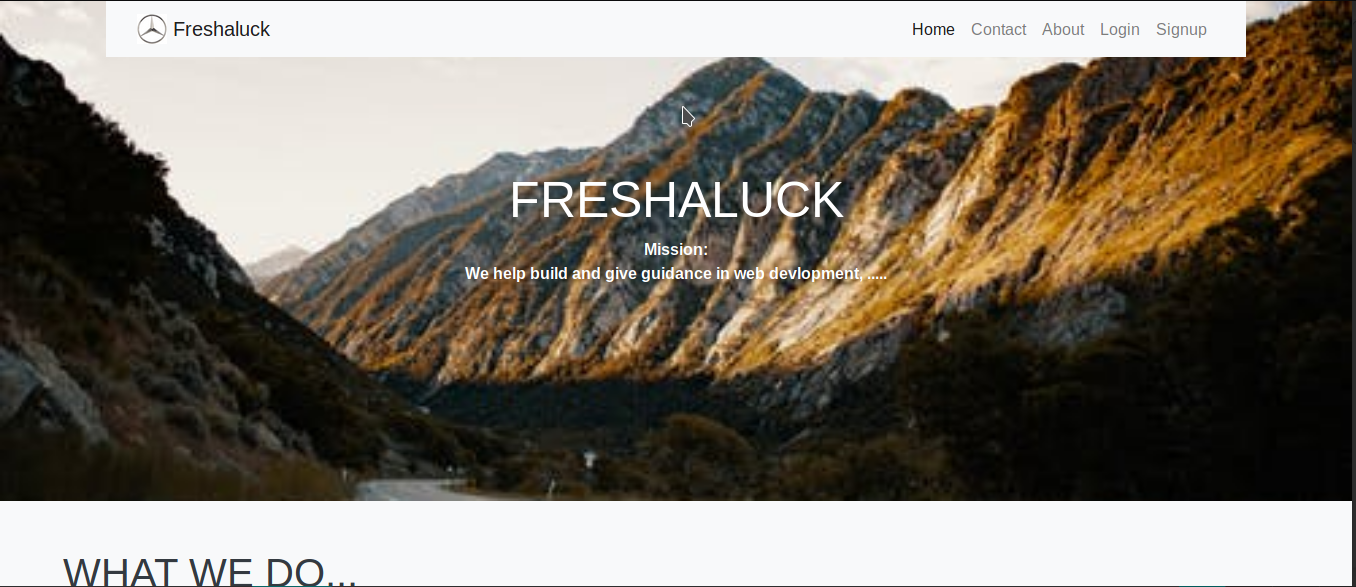 Freshaluck
Home Contact About Login Signup
FRESHALUCK
Mission:
We help build and give guidance in web devlopment, .....
WHAT WE DO...